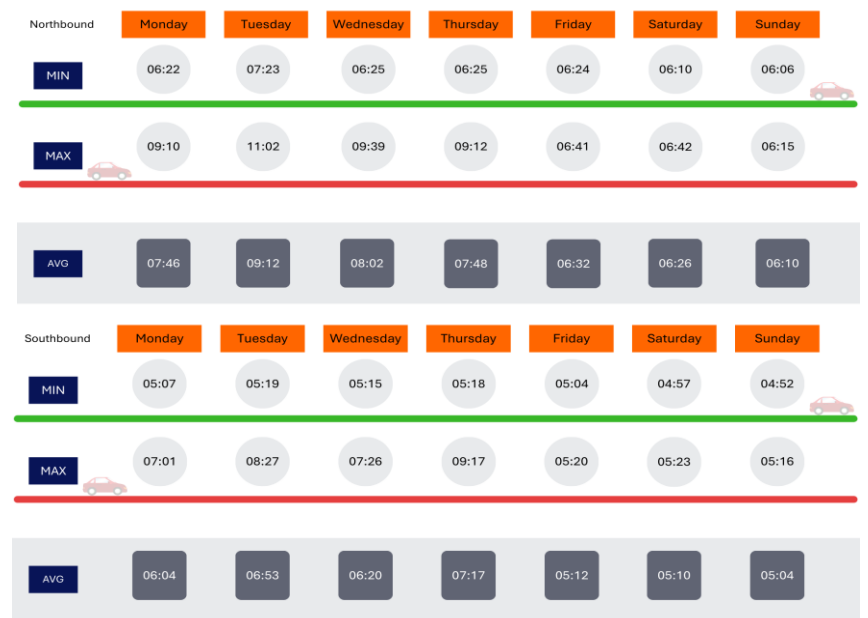 Northbound Monday Tuesday Wednesday Thursday Friday Saturday Sunday
MIN 06:22 07:23 06:25 06:25 06:24 06:10 06:06
MAX 09:10 11:02 09:39 09:12 06:41 06:42 06:15
AVG 07:46 09:12 08:02 07:48 06:32 06:26 06:10
Southbound Monday Tuesday Wednesday Thursday Friday Saturday Sunday
MIN 05:07 05:19 05:15 05:18 05:04 04:57 04:52
MAX 07:01 08:27 07:26 09:17 05:20 05:23 05:16
AVG 06:04 06:53 06:20 07:17 05:12 05:10 05:04